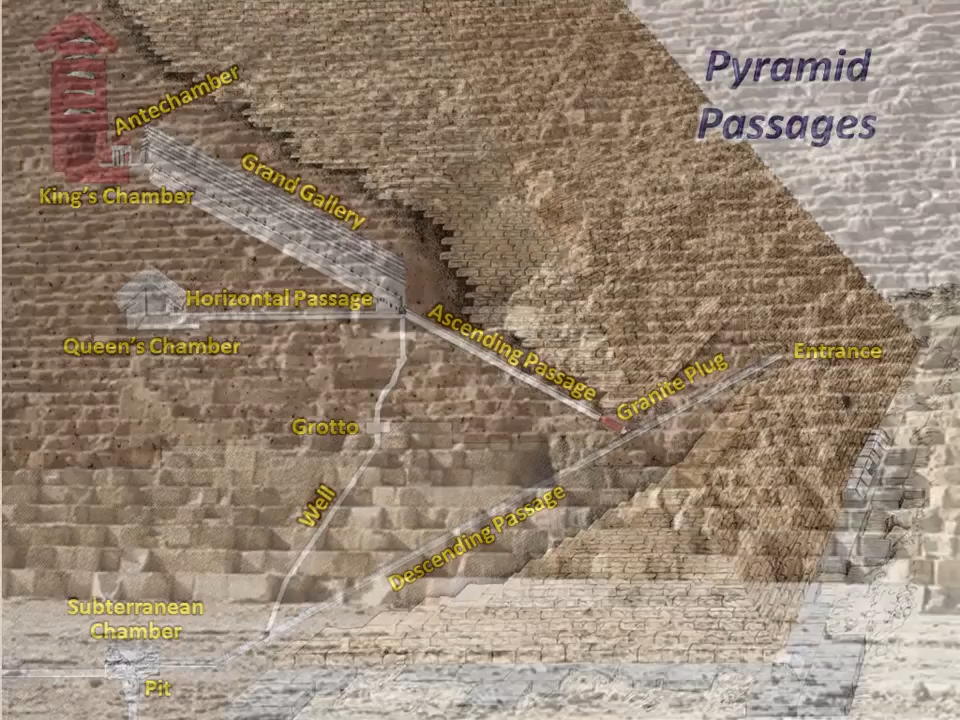 Pyramid
Passages
Antechamber
King's Chamber
Grand Gallery
Horizontal Passage
Queen's Chamber
Ascending Passage
Entrance
Granite Plug
Grotto
Well
Descending Passage
Subterranean
Chamber
Pit